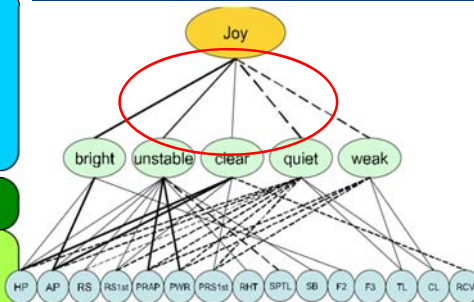 Joy
bright unstable clear quiet weak
HP AP RS RS1st PRAP PWR PRS1st RHT SPTL SB F2 F3 TL CL RCV